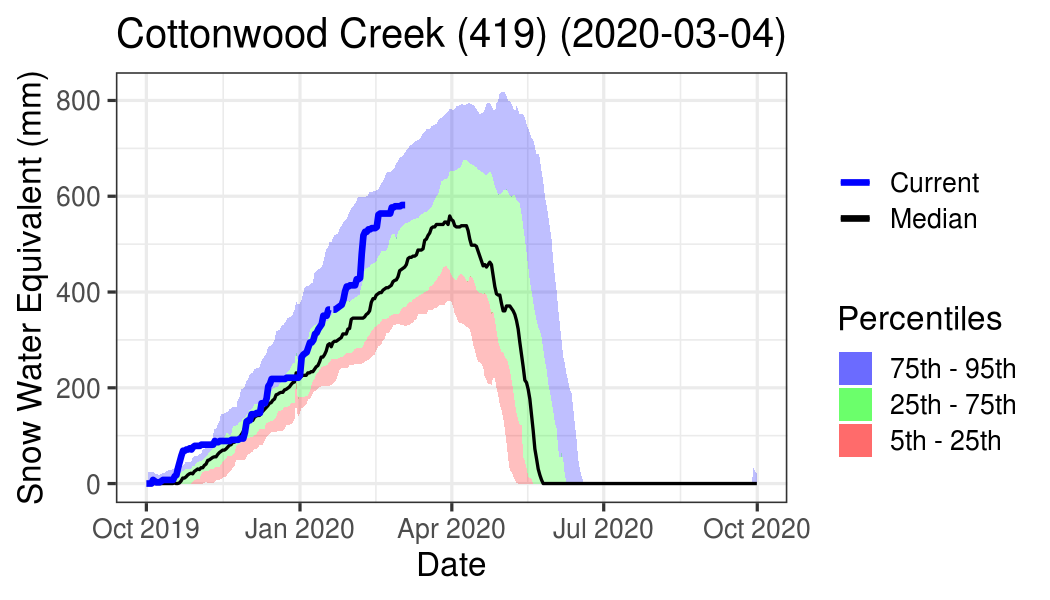 Cottonwood Creek (419) (2020-03-04)
Snow Water Equivalent (mm)
800
600
400
200
0
Oct 2019
Jan 2020
Apr 2020
Jul 2020
Oct 2020
Date
Current
Median
Percentiles
75th - 95th
25th - 75th
5th - 25th